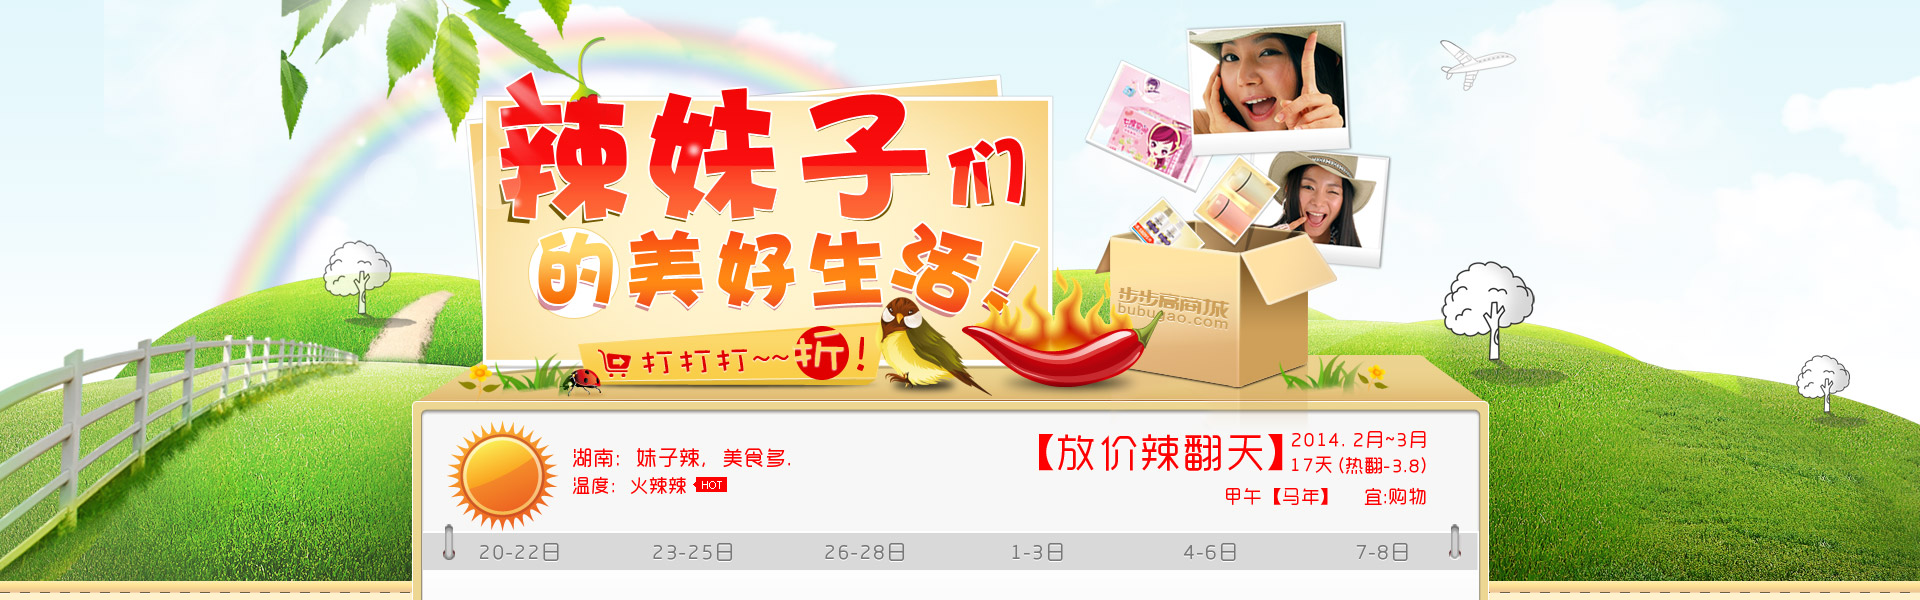 辣妹子们
的美好生活!
打打打~~折!
步步高商城
bubugao.com
湖南: 妹子辣, 美食多.
温度: 火辣辣 HOT
【放价辣翻天】
2014. 2月~3月
17天 (热翻-3.8)
甲午【马年】 宜:购物
20-22日 23-25日 26-28日 1-3日 4-6日 7-8日